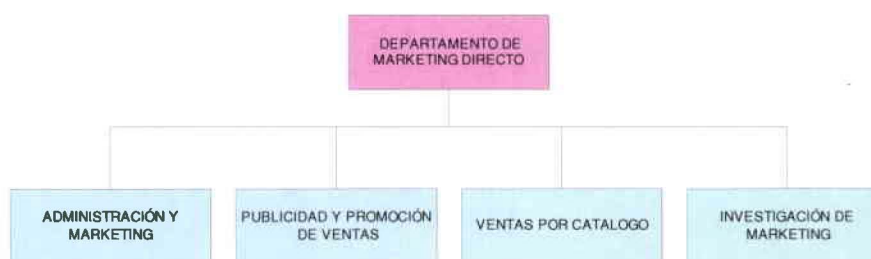 DEPARTAMENTO DE
MARKETING DIRECTO
ADMINISTRACIÓN Y
MARKETING
PUBLICIDAD Y PROMOCIÓN
DE VENTAS
VENTAS POR CATALOGO
INVESTIGACIÓN DE
MARKETING